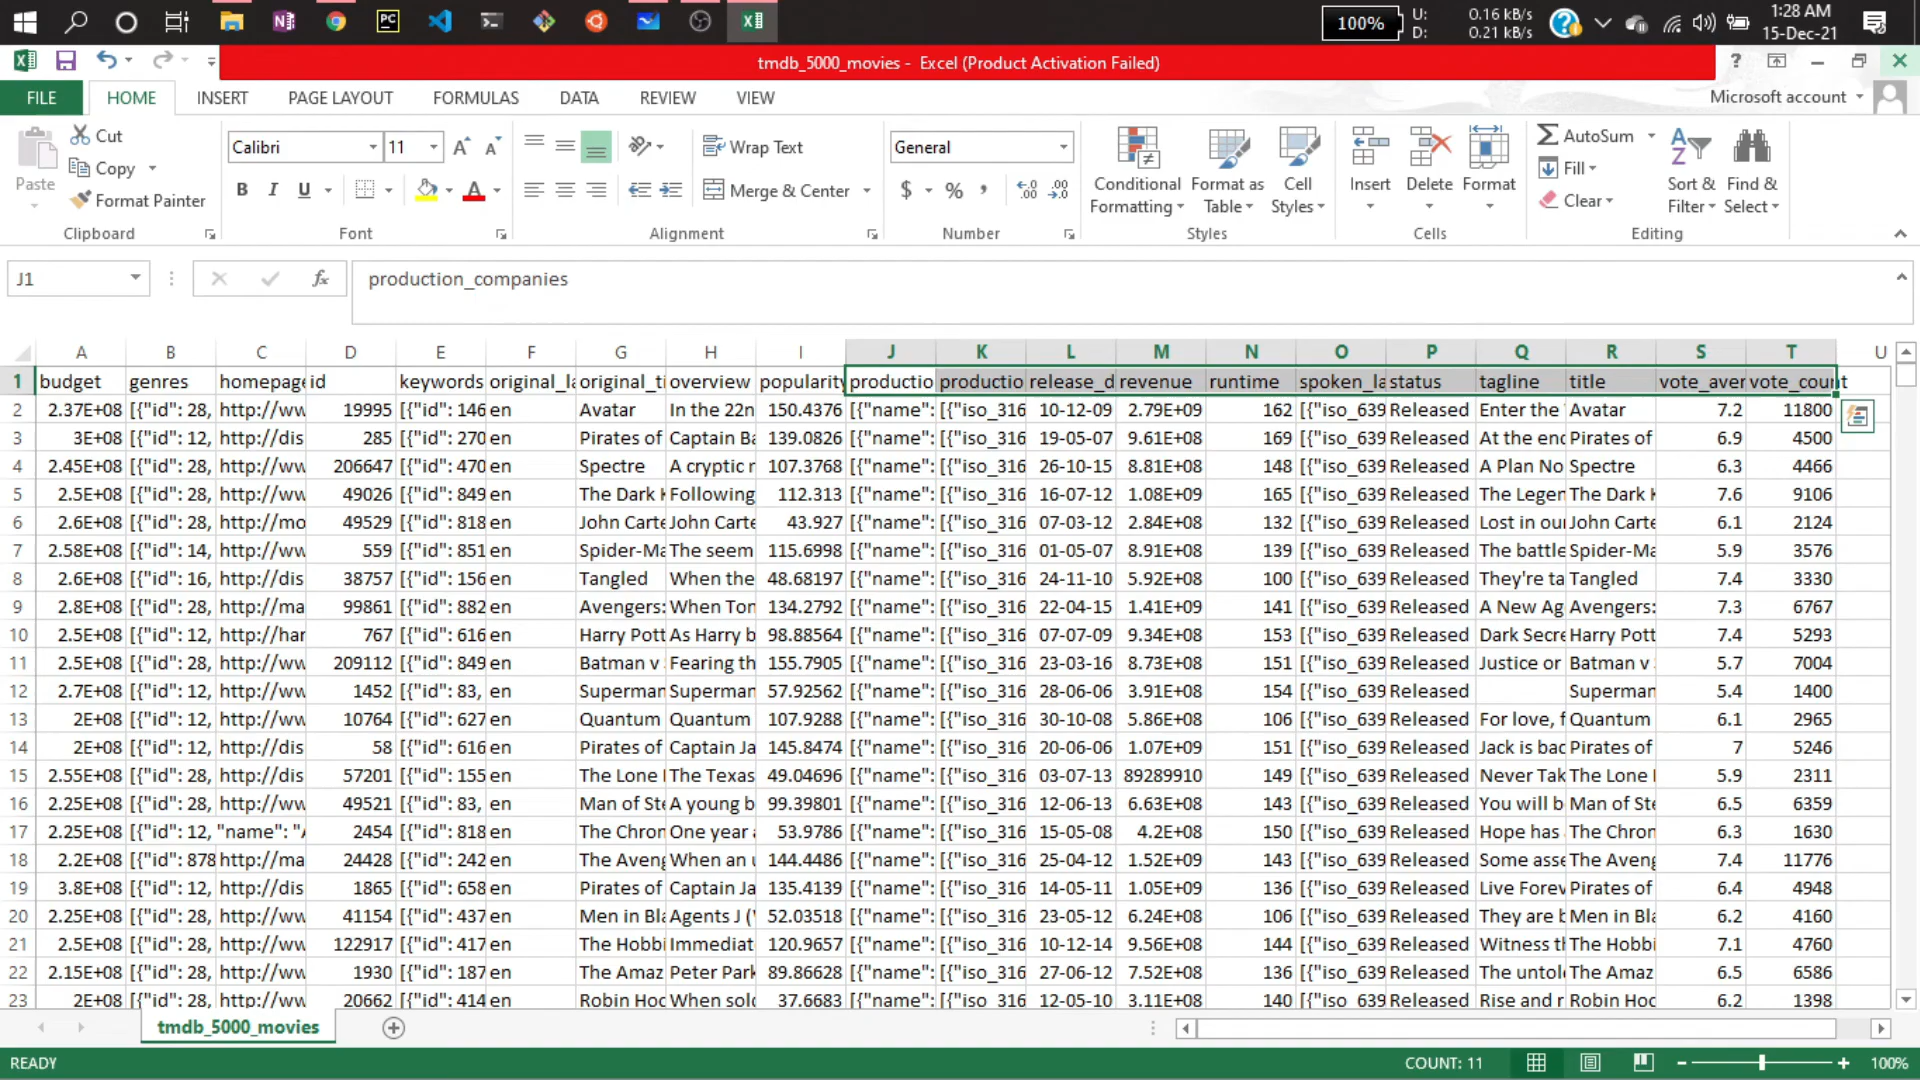 100% U: 0.16 kB/s 1:28 AM
D: 0.21 kB/s 15-Dec-21
tmdb_5000_movies - Excel (Product Activation Failed)
FILE HOME INSERT PAGE LAYOUT FORMULAS DATA REVIEW VIEW Microsoft account
Paste Cut Copy Format Painter
Calibri 11 Wrap Text Merge & Center General
B I U A $ % , .00 .0
Conditional Formatting Format as Table Cell Styles Insert Delete Format
AutoSum Fill Clear Sort & Filter Find & Select
Clipboard Font Alignment Number Styles Cells Editing
J1 fx production_companies
A B C D E F G H I J K L M N O P Q R S T U
1 budget genres homepage id keywords original_la original_ti overview popularity productio productio release_d revenue runtime spoken_la status tagline title vote_aver vote_count
2 2.37E+08 [{"id": 28, http://ww 19995 [{"id": 146 en Avatar In the 22n 150.4376 [{"name": [{"iso_316 10-12-09 2.79E+09 162 [{"iso_639 Released Enter the Avatar 7.2 11800
3 3E+08 [{"id": 12, http://dis 285 [{"id": 270 en Pirates of Captain Ba 139.0826 [{"name": [{"iso_316 19-05-07 9.61E+08 169 [{"iso_639 Released At the end Pirates of 6.9 4500
4 2.45E+08 [{"id": 28, http://ww 206647 [{"id": 470 en Spectre A cryptic r 107.3768 [{"name": [{"iso_316 26-10-15 8.81E+08 148 [{"iso_639 Released A Plan No Spectre 6.3 4466
5 2.5E+08 [{"id": 28, http://ww 49026 [{"id": 849 en The Dark K Following 112.313 [{"name": [{"iso_316 16-07-12 1.08E+09 165 [{"iso_639 Released The Legen The Dark K 7.6 9106
6 2.6E+08 [{"id": 28, http://mo 49529 [{"id": 818 en John Carte John Carte 43.927 [{"name": [{"iso_316 07-03-12 2.84E+08 132 [{"iso_639 Released Lost in our John Carte 6.1 2124
7 2.58E+08 [{"id": 14, http://ww 559 [{"id": 851 en Spider-Ma The seem 115.6998 [{"name": [{"iso_316 01-05-07 8.91E+08 139 [{"iso_639 Released The battle Spider-Ma 5.9 3576
8 2.6E+08 [{"id": 16, http://dis 38757 [{"id": 156 en Tangled When the 48.68197 [{"name": [{"iso_316 24-11-10 5.92E+08 100 [{"iso_639 Released They're ta Tangled 7.4 3330
9 2.8E+08 [{"id": 28, http://ma 99861 [{"id": 882 en Avengers: When Ton 134.2792 [{"name": [{"iso_316 22-04-15 1.41E+09 141 [{"iso_639 Released A New Ag Avengers: 7.3 6767
10 2.5E+08 [{"id": 12, http://har 767 [{"id": 616 en Harry Pott As Harry b 98.88564 [{"name": [{"iso_316 07-07-09 9.34E+08 153 [{"iso_639 Released Dark Secre Harry Pott 7.4 5293
11 2.5E+08 [{"id": 28, http://ww 209112 [{"id": 849 en Batman v Fearing th 155.7905 [{"name": [{"iso_316 23-03-16 8.73E+08 151 [{"iso_639 Released Justice or Batman v 5.7 7004
12 2.7E+08 [{"id": 12, http://ww 1452 [{"id": 83, en Superman Superman 57.92562 [{"name": [{"iso_316 28-06-06 3.91E+08 154 [{"iso_639 Released Superman 5.4 1400
13 2E+08 [{"id": 12, http://ww 10764 [{"id": 627 en Quantum Quantum 107.9288 [{"name": [{"iso_316 30-10-08 5.86E+08 106 [{"iso_639 Released For love, f Quantum 6.1 2965
14 2E+08 [{"id": 12, http://dis 58 [{"id": 616 en Pirates of Captain Ja 145.8474 [{"name": [{"iso_316 20-06-06 1.07E+09 151 [{"iso_639 Released Jack is bac Pirates of 7 5246
15 2.55E+08 [{"id": 28, http://dis 57201 [{"id": 155 en The Lone The Texas 49.04696 [{"name": [{"iso_316 03-07-13 89289910 149 [{"iso_639 Released Never Tak The Lone 5.9 2311
16 2.25E+08 [{"id": 28, http://ww 49521 [{"id": 83, en Man of Ste A young b 99.39801 [{"name": [{"iso_316 12-06-13 6.63E+08 143 [{"iso_639 Released You will b Man of Ste 6.5 6359
17 2.25E+08 [{"id": 12, "name": "A 2454 [{"id": 818 en The Chron One year 53.9786 [{"name": [{"iso_316 15-05-08 4.2E+08 150 [{"iso_639 Released Hope has The Chron 6.3 1630
18 2.2E+08 [{"id": 878 http://ma 24428 [{"id": 242 en The Aveng When an u 144.4486 [{"name": [{"iso_316 25-04-12 1.52E+09 143 [{"iso_639 Released Some asse The Aveng 7.4 11776
19 3.8E+08 [{"id": 12, http://dis 1865 [{"id": 658 en Pirates of Captain Ja 135.4139 [{"name": [{"iso_316 14-05-11 1.05E+09 136 [{"iso_639 Released Live Forev Pirates of 6.4 4948
20 2.25E+08 [{"id": 28, http://ww 41154 [{"id": 437 en Men in Bla Agents J ( 52.03518 [{"name": [{"iso_316 23-05-12 6.24E+08 106 [{"iso_639 Released They are b Men in Bla 6.2 4160
21 2.5E+08 [{"id": 28, http://ww 122917 [{"id": 417 en The Hobbi Immediat 120.9657 [{"name": [{"iso_316 10-12-14 9.56E+08 144 [{"iso_639 Released Witness th The Hobbi 7.1 4760
22 2.15E+08 [{"id": 28, http://ww 1930 [{"id": 187 en The Amaz Peter Park 89.86628 [{"name": [{"iso_316 27-06-12 7.52E+08 136 [{"iso_639 Released The untol The Amaz 6.5 6586
23 2E+08 [{"id": 28, http://ww 20662 [{"id": 414 en Robin Hoo When sold 37.6683 [{"name": [{"iso_316 12-05-10 3.11E+08 140 [{"iso_639 Released Rise and r Robin Hoo 6.2 1398
tmdb_5000_movies
READY COUNT: 11 100%